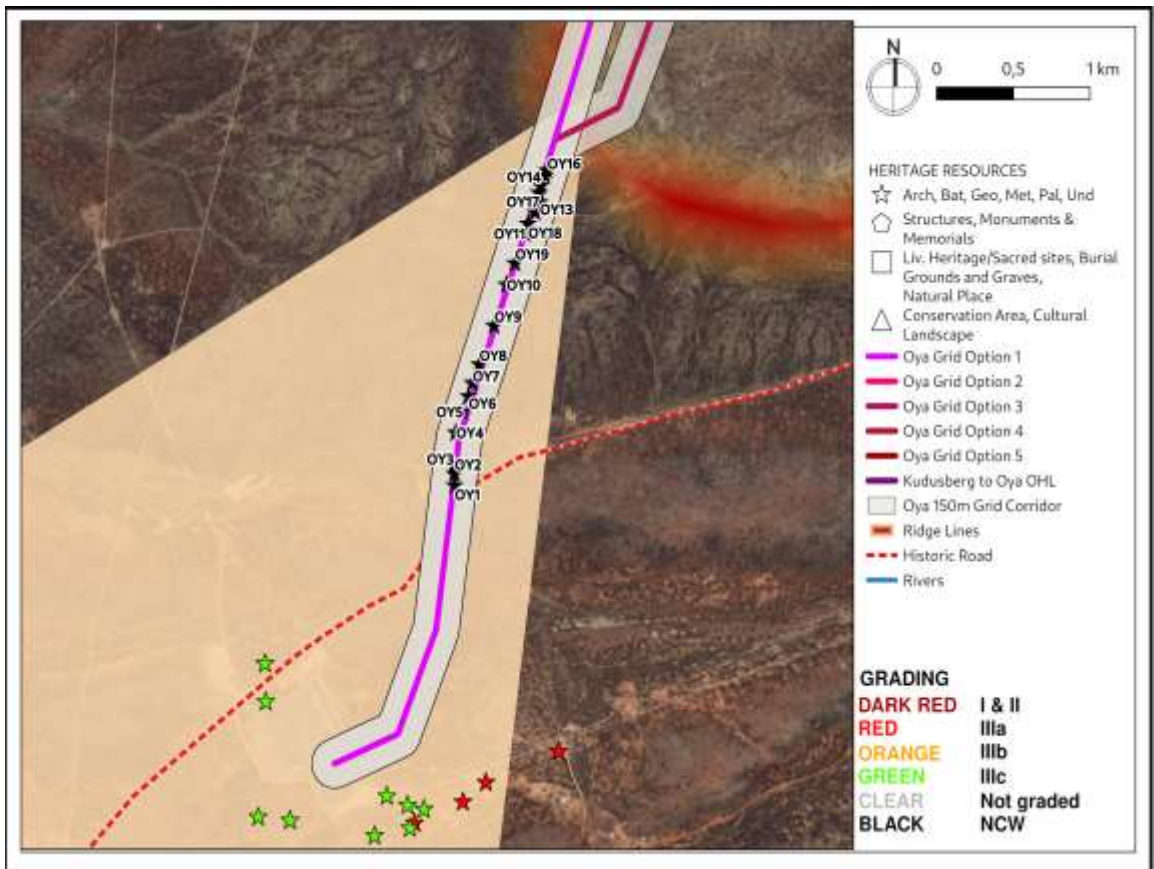 N
0 0,5 1 km
HERITAGE RESOURCES
Arch, Bat, Geo, Met, Pal, Und
Structures, Monuments &
Memorials
Liv. Heritage/Sacred sites, Burial
Grounds and Graves,
Natural Place
Conservation Area, Cultural
Landscape
Oya Grid Option 1
Oya Grid Option 2
Oya Grid Option 3
Oya Grid Option 4
Oya Grid Option 5
Kudusberg to Oya OHL
Oya 150m Grid Corridor
Ridge Lines
Historic Road
Rivers
GRADING
DARK RED I & II
RED IIIa
ORANGE IIIb
GREEN IIIc
CLEAR Not graded
BLACK NCW
OY16
OY14
OY17 OY13
OY11 OY18
OY19
OY10
OY9
OY8
OY7
OY6
OY5
OY4
OY3 OY2
OY1